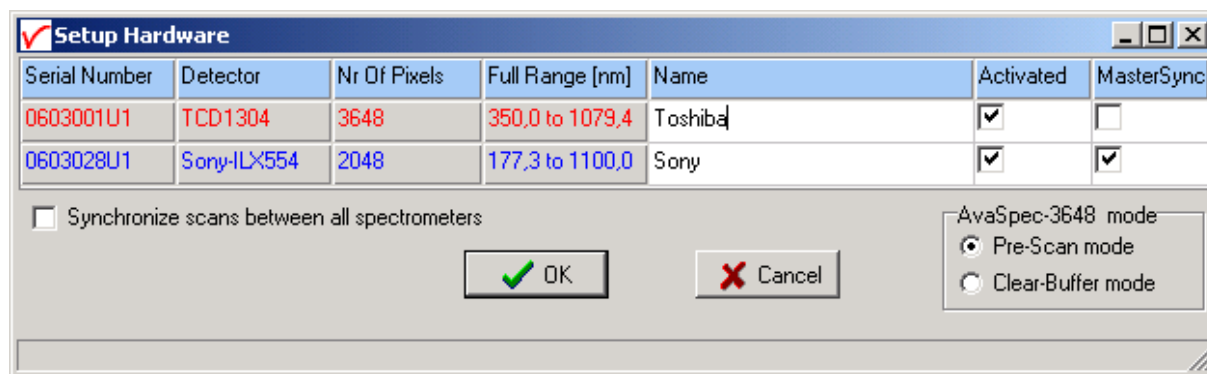 Setup Hardware
Serial Number Detector Nr Of Pixels Full Range [nm] Name Activated MasterSync
0603001U1 TCD1304 3648 350,0 to 1079,4 Toshiba
0603028U1 Sony-ILX554 2048 177,3 to 1100,0 Sony
Synchronize scans between all spectrometers
AvaSpec-3648 mode
Pre-Scan mode
OK Cancel
Clear-Buffer mode